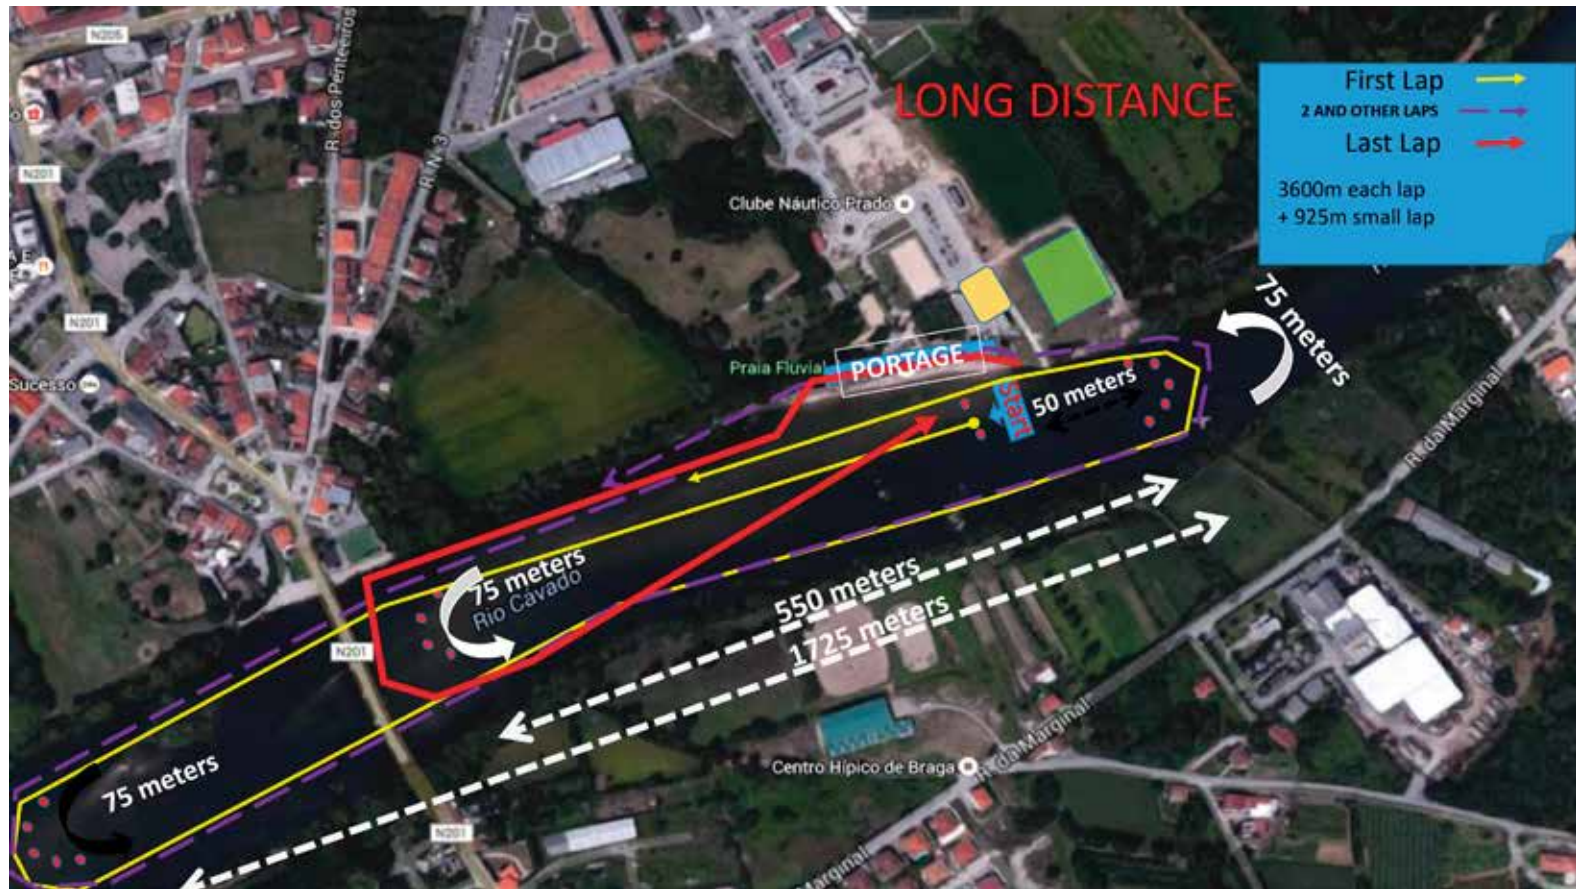 N205
LONG DISTANCE
First Lap
2 AND OTHER LAPS
Last Lap
3600m each lap
+ 925m small lap
R. dos Penteeiros
R. N. 3
N201
Clube Náutico Prado
N201
75 meters
Sucesso
Praia Fluvial
PORTAGE
Start
50 meters
R. da Marginal
75 meters
Rio Cávado
550 meters
1725 meters
N201
75 meters
Centro Hípico de Braga
R. da Marginal
N201
Marginal